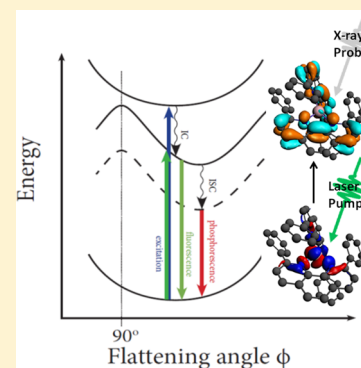 X-ray
Prob
IC
ISC
Energy
excitation
fluorescence
phosphorescence
Laser
Pump
90°
Flattening angle ϕ